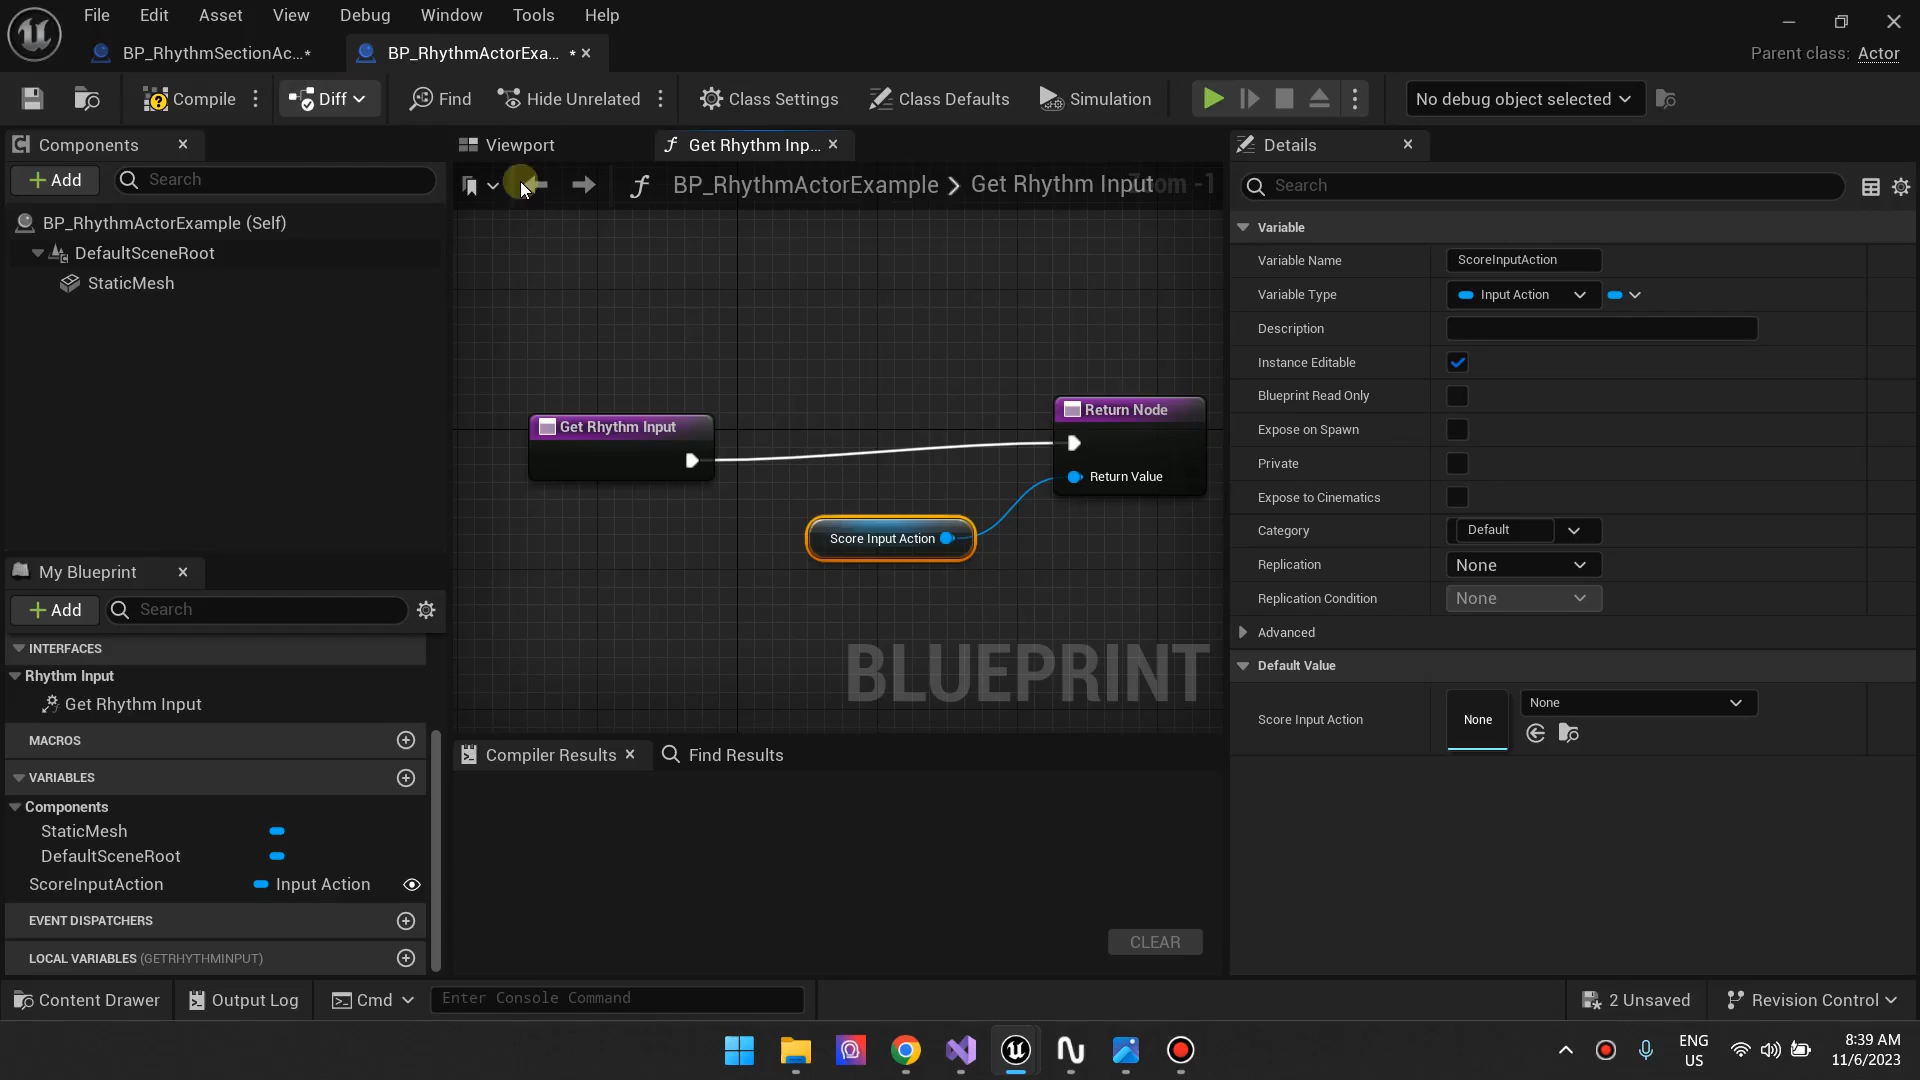 File Edit Asset View Debug Window Tools Help
BP_RhythmSectionAc...*
BP_RhythmActorExa... *
Parent class: Actor
Compile
Diff
Find
Hide Unrelated
Class Settings
Class Defaults
Simulation
No debug object selected
Components
Viewport
Get Rhythm Inp...
Details
Add
Search
BP_RhythmActorExample > Get Rhythm Input
Search
BP_RhythmActorExample (Self)
DefaultSceneRoot
StaticMesh
Get Rhythm Input
Return Node
Return Value
Score Input Action
BLUEPRINT
Variable
Variable Name
ScoreInputAction
Variable Type
Input Action
Description
Instance Editable
Blueprint Read Only
Expose on Spawn
Private
Expose to Cinematics
Category
Default
Replication
None
Replication Condition
None
Advanced
Default Value
Score Input Action
None
None
My Blueprint
Add
Search
INTERFACES
Rhythm Input
Get Rhythm Input
MACROS
VARIABLES
Components
StaticMesh
DefaultSceneRoot
ScoreInputAction
Input Action
EVENT DISPATCHERS
LOCAL VARIABLES (GETRHYTHMINPUT)
Compiler Results
Find Results
CLEAR
Content Drawer
Output Log
Cmd
Enter Console Command
2 Unsaved
Revision Control
ENG
US
8:39 AM
11/6/2023